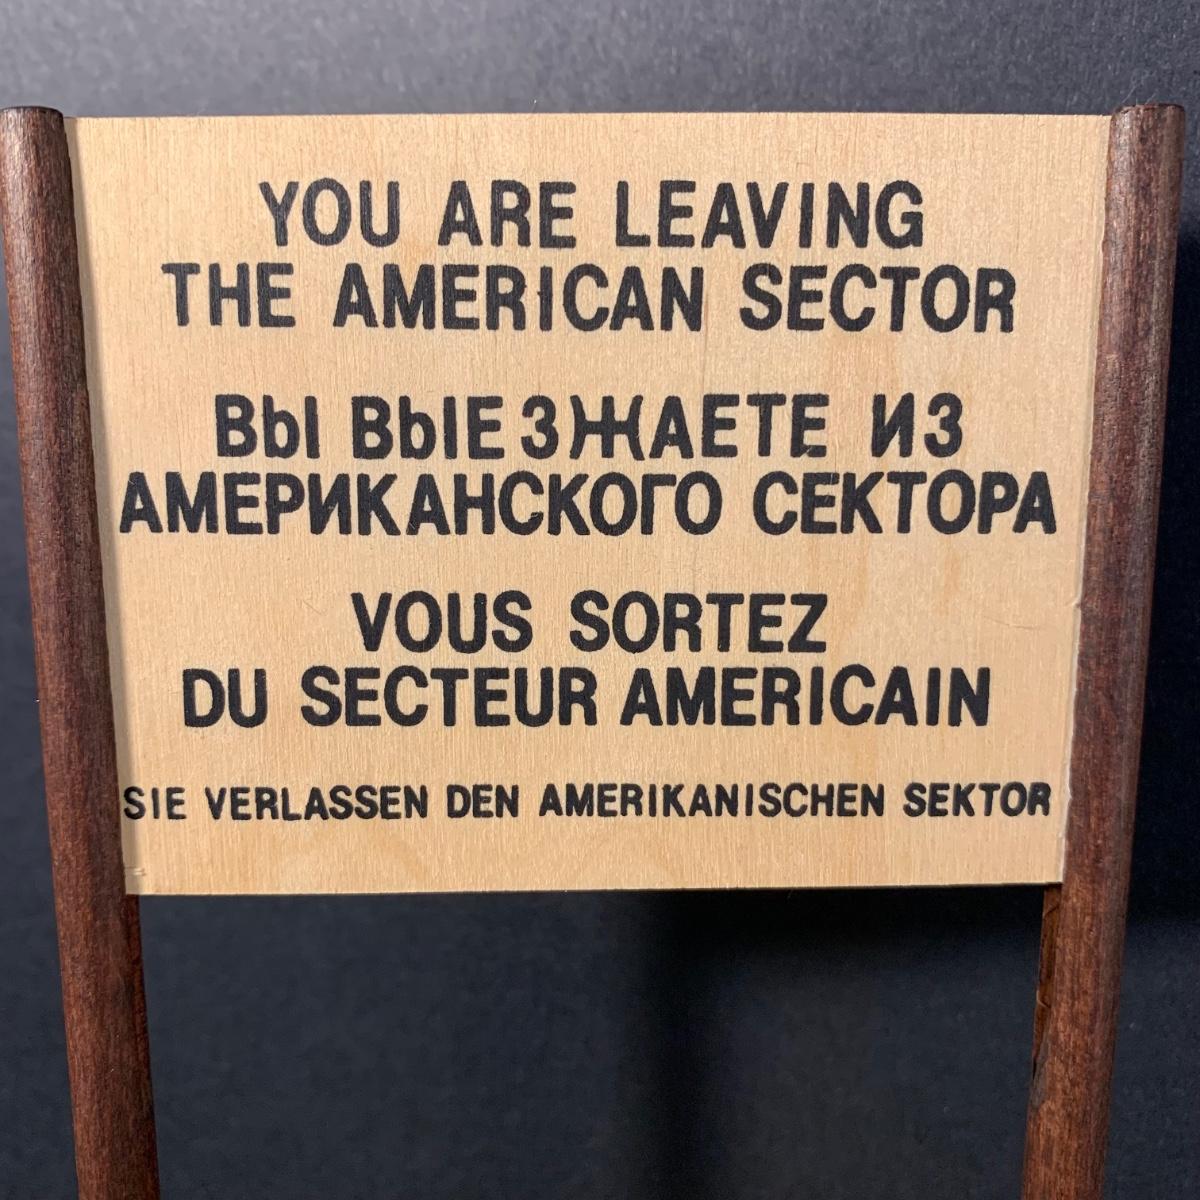 YOU ARE LEAVING
THE AMERICAN SECTOR
ВЫ ВЫЕЗЖАЕТЕ ИЗ
АМЕРИКАНСКОГО СЕКТОРА
VOUS SORTEZ
DU SECTEUR AMERICAIN
SIE VERLASSEN DEN AMERIKANISCHEN SEKTOR